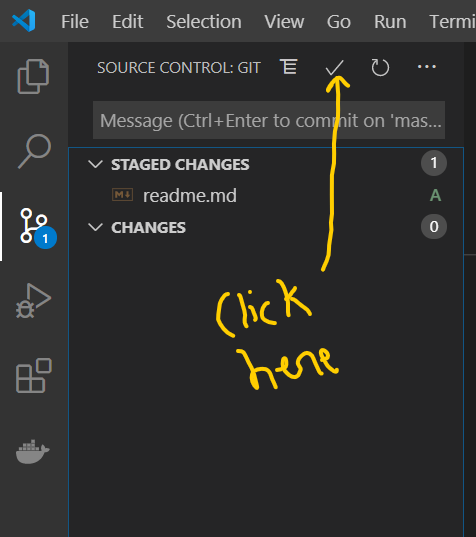 File Edit Selection View Go Run Termi
SOURCE CONTROL: GIT
Message (Ctrl+Enter to commit on 'mas...
STAGED CHANGES 1
readme.md A
CHANGES 0
1
Click
here